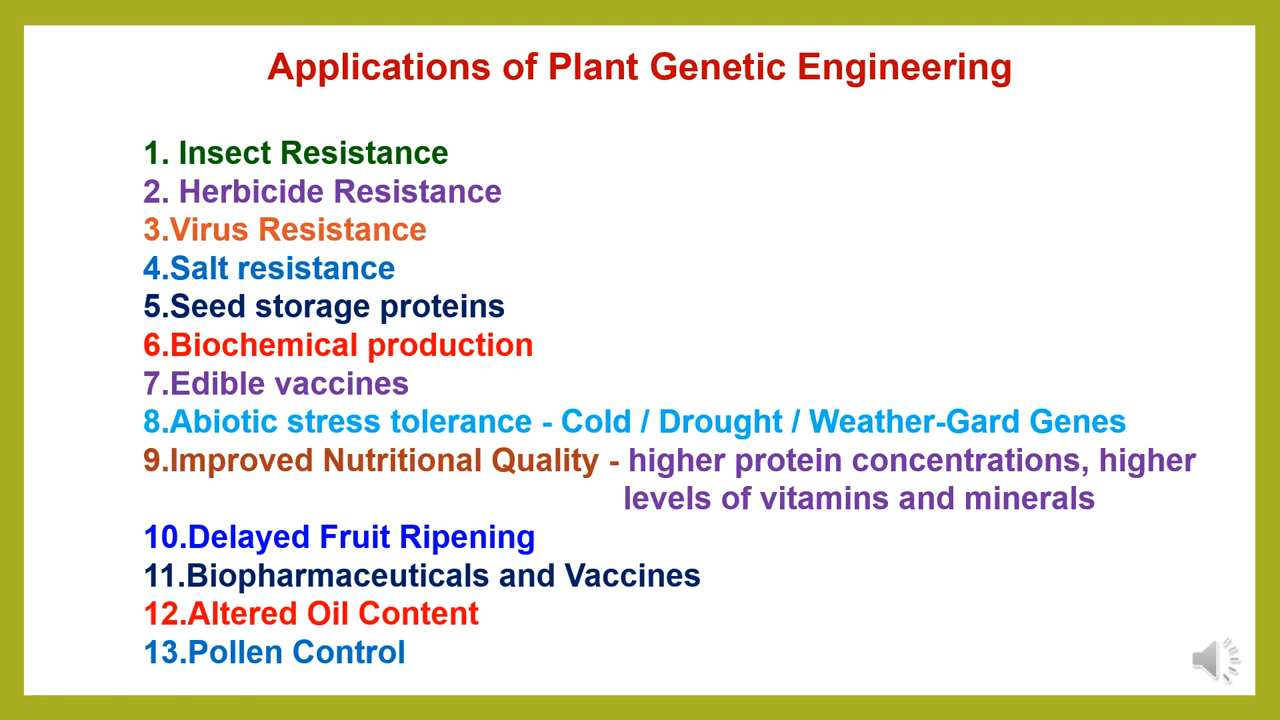 Applications of Plant Genetic Engineering
1. Insect Resistance
2. Herbicide Resistance
3.Virus Resistance
4.Salt resistance
5.Seed storage proteins
6.Biochemical production
7.Edible vaccines
8.Abiotic stress tolerance - Cold / Drought / Weather-Gard Genes
9.Improved Nutritional Quality - higher protein concentrations, higher
levels of vitamins and minerals
10.Delayed Fruit Ripening
11.Biopharmaceuticals and Vaccines
12.Altered Oil Content
13.Pollen Control